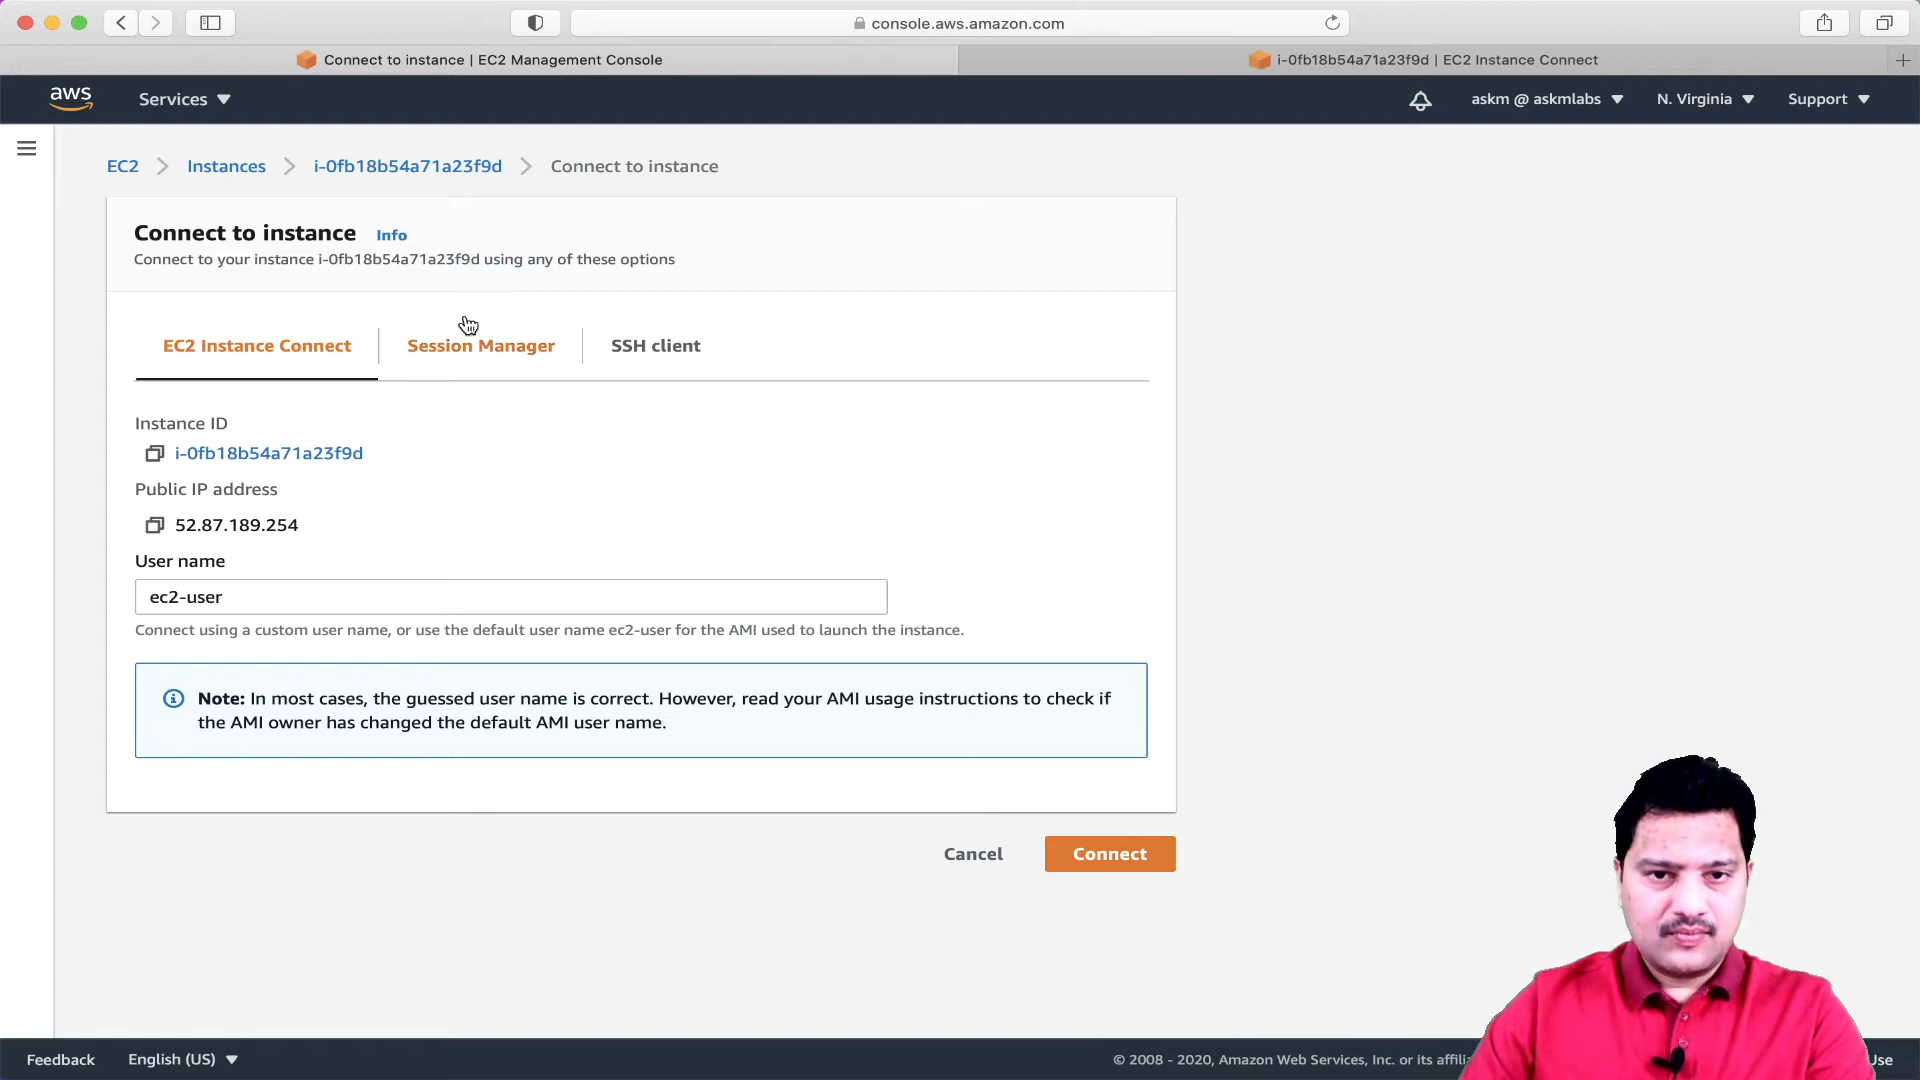 console.aws.amazon.com
Connect to instance | EC2 Management Console
i-0fb18b54a71a23f9d | EC2 Instance Connect
aws
Services
askm @ askmlabs
N. Virginia
Support
EC2
Instances
i-0fb18b54a71a23f9d
Connect to instance
Connect to instance Info
Connect to your instance i-0fb18b54a71a23f9d using any of these options
EC2 Instance Connect
Session Manager
SSH client
Instance ID
i-0fb18b54a71a23f9d
Public IP address
52.87.189.254
User name
ec2-user
Connect using a custom user name, or use the default user name ec2-user for the AMI used to launch the instance.
Note: In most cases, the guessed user name is correct. However, read your AMI usage instructions to check if
the AMI owner has changed the default AMI user name.
Cancel
Connect
Feedback
English (US)
© 2008 - 2020, Amazon Web Services, Inc. or its